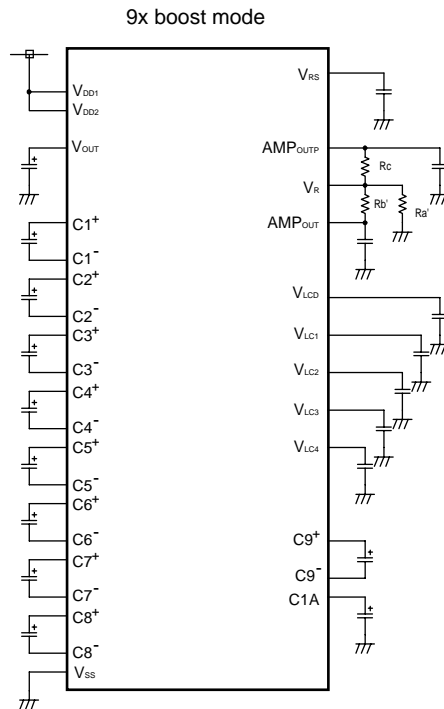 9x boost mode
VDD1
VDD2
VOUT
C1+
C1-
C2+
C2-
C3+
C3-
C4+
C4-
C5+
C5-
C6+
C6-
C7+
C7-
C8+
C8-
VSS
VRS
AMPOUTP
Rc
VR
Rb'
Ra'
AMPOUT
VLCD
VLC1
VLC2
VLC3
VLC4
C9+
C9-
C1A